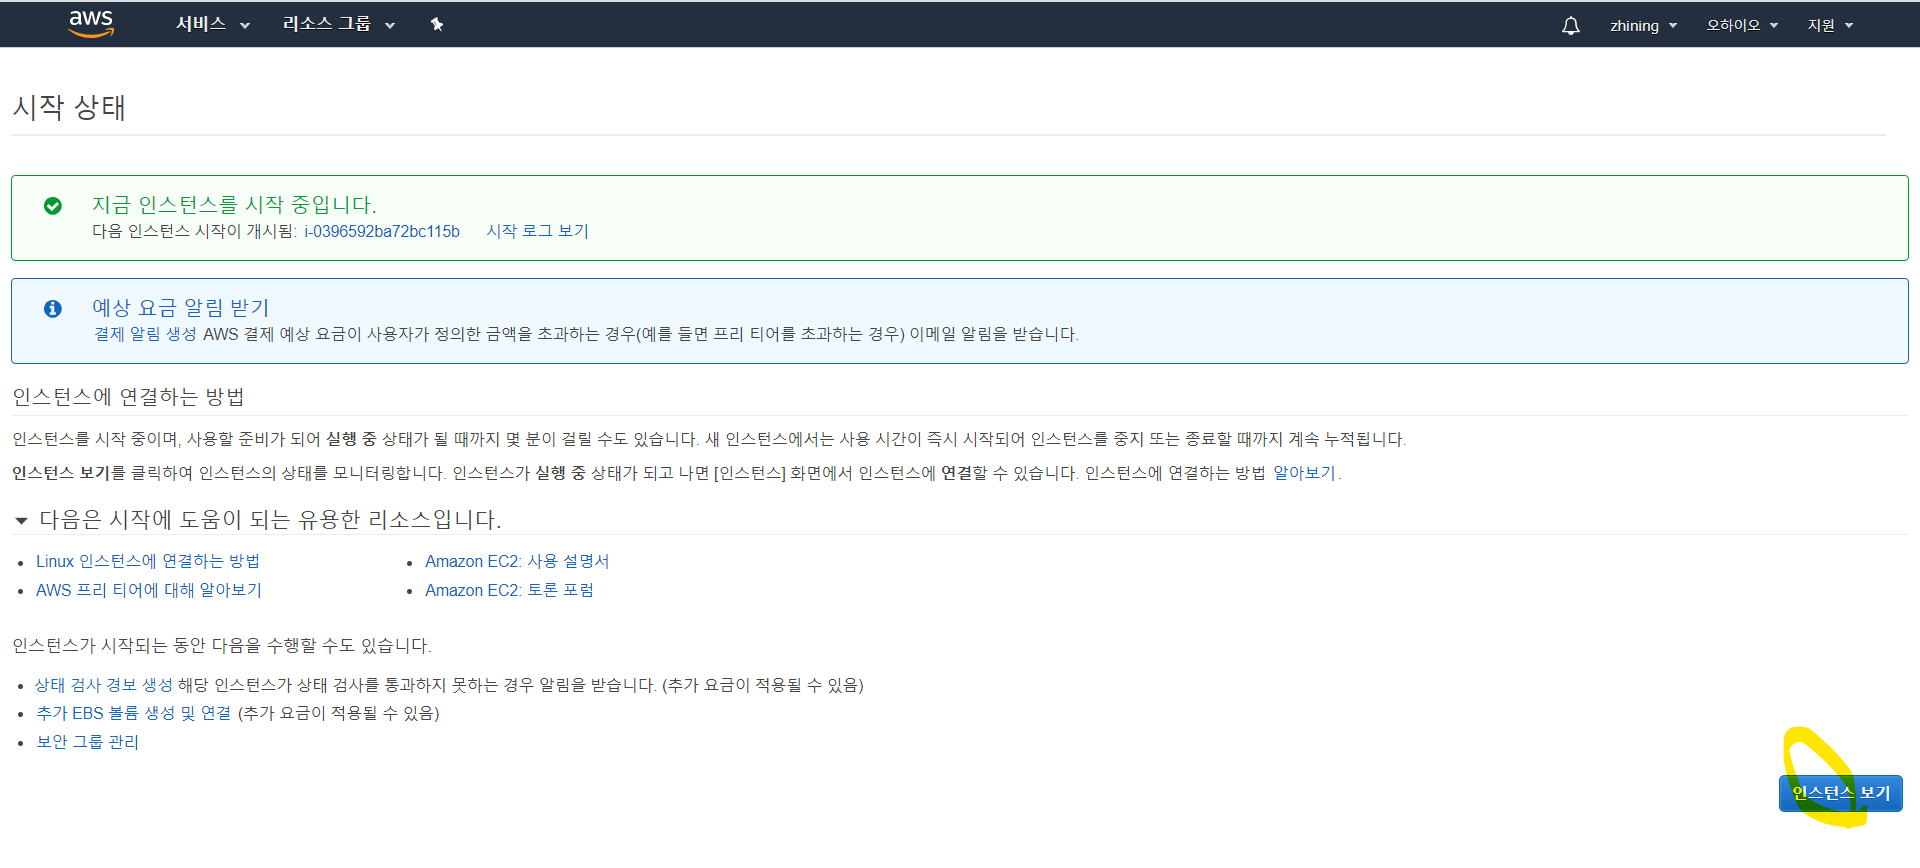 aws 서비스 리소스 그룹 zhining 오하이오 지원
시작 상태
지금 인스턴스를 시작 중입니다.
다음 인스턴스 시작이 개시됨: i-0396592ba72bc115b 시작 로그 보기
예상 요금 알림 받기
결제 알림 생성 AWS 결제 예상 요금이 사용자가 정의한 금액을 초과하는 경우(예를 들면 프리 티어를 초과하는 경우) 이메일 알림을 받습니다.
인스턴스에 연결하는 방법
인스턴스를 시작 중이며, 사용할 준비가 되어 실행 중 상태가 될 때까지 몇 분이 걸릴 수도 있습니다. 새 인스턴스에서는 사용 시간이 즉시 시작되어 인스턴스를 중지 또는 종료할 때까지 계속 누적됩니다.
인스턴스 보기를 클릭하여 인스턴스의 상태를 모니터링합니다. 인스턴스가 실행 중 상태가 되고 나면 [인스턴스] 화면에서 인스턴스에 연결할 수 있습니다. 인스턴스에 연결하는 방법 알아보기.
다음은 시작에 도움이 되는 유용한 리소스입니다.
• Linux 인스턴스에 연결하는 방법 • Amazon EC2: 사용 설명서
• AWS 프리 티어에 대해 알아보기 • Amazon EC2: 토론 포럼
인스턴스가 시작되는 동안 다음을 수행할 수도 있습니다.
• 상태 검사 경보 생성 해당 인스턴스가 상태 검사를 통과하지 못하는 경우 알림을 받습니다. (추가 요금이 적용될 수 있음)
• 추가 EBS 볼륨 생성 및 연결 (추가 요금이 적용될 수 있음)
• 보안 그룹 관리
인스턴스 보기